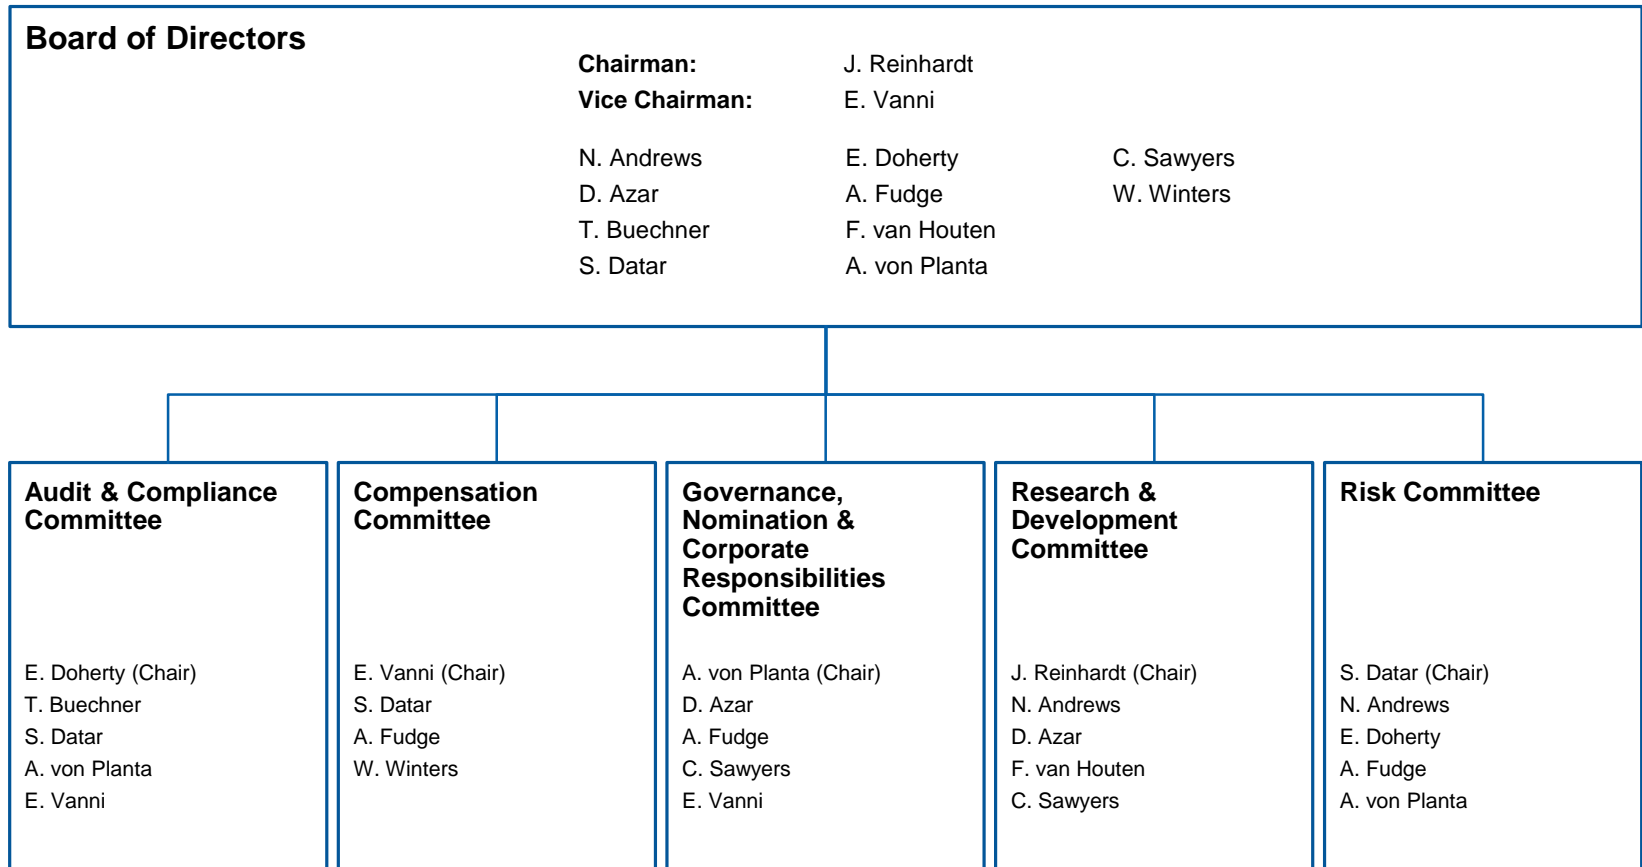 Board of Directors
Chairman: J. Reinhardt
Vice Chairman: E. Vanni
N. Andrews E. Doherty C. Sawyers
D. Azar A. Fudge W. Winters
T. Buechner F. van Houten
S. Datar A. von Planta
Audit & Compliance
Committee
E. Doherty (Chair)
T. Buechner
S. Datar
A. von Planta
E. Vanni
Compensation
Committee
E. Vanni (Chair)
S. Datar
A. Fudge
W. Winters
Governance,
Nomination &
Corporate
Responsibilities
Committee
A. von Planta (Chair)
D. Azar
A. Fudge
C. Sawyers
E. Vanni
Research &
Development
Committee
J. Reinhardt (Chair)
N. Andrews
D. Azar
F. van Houten
C. Sawyers
Risk Committee
S. Datar (Chair)
N. Andrews
E. Doherty
A. Fudge
A. von Planta